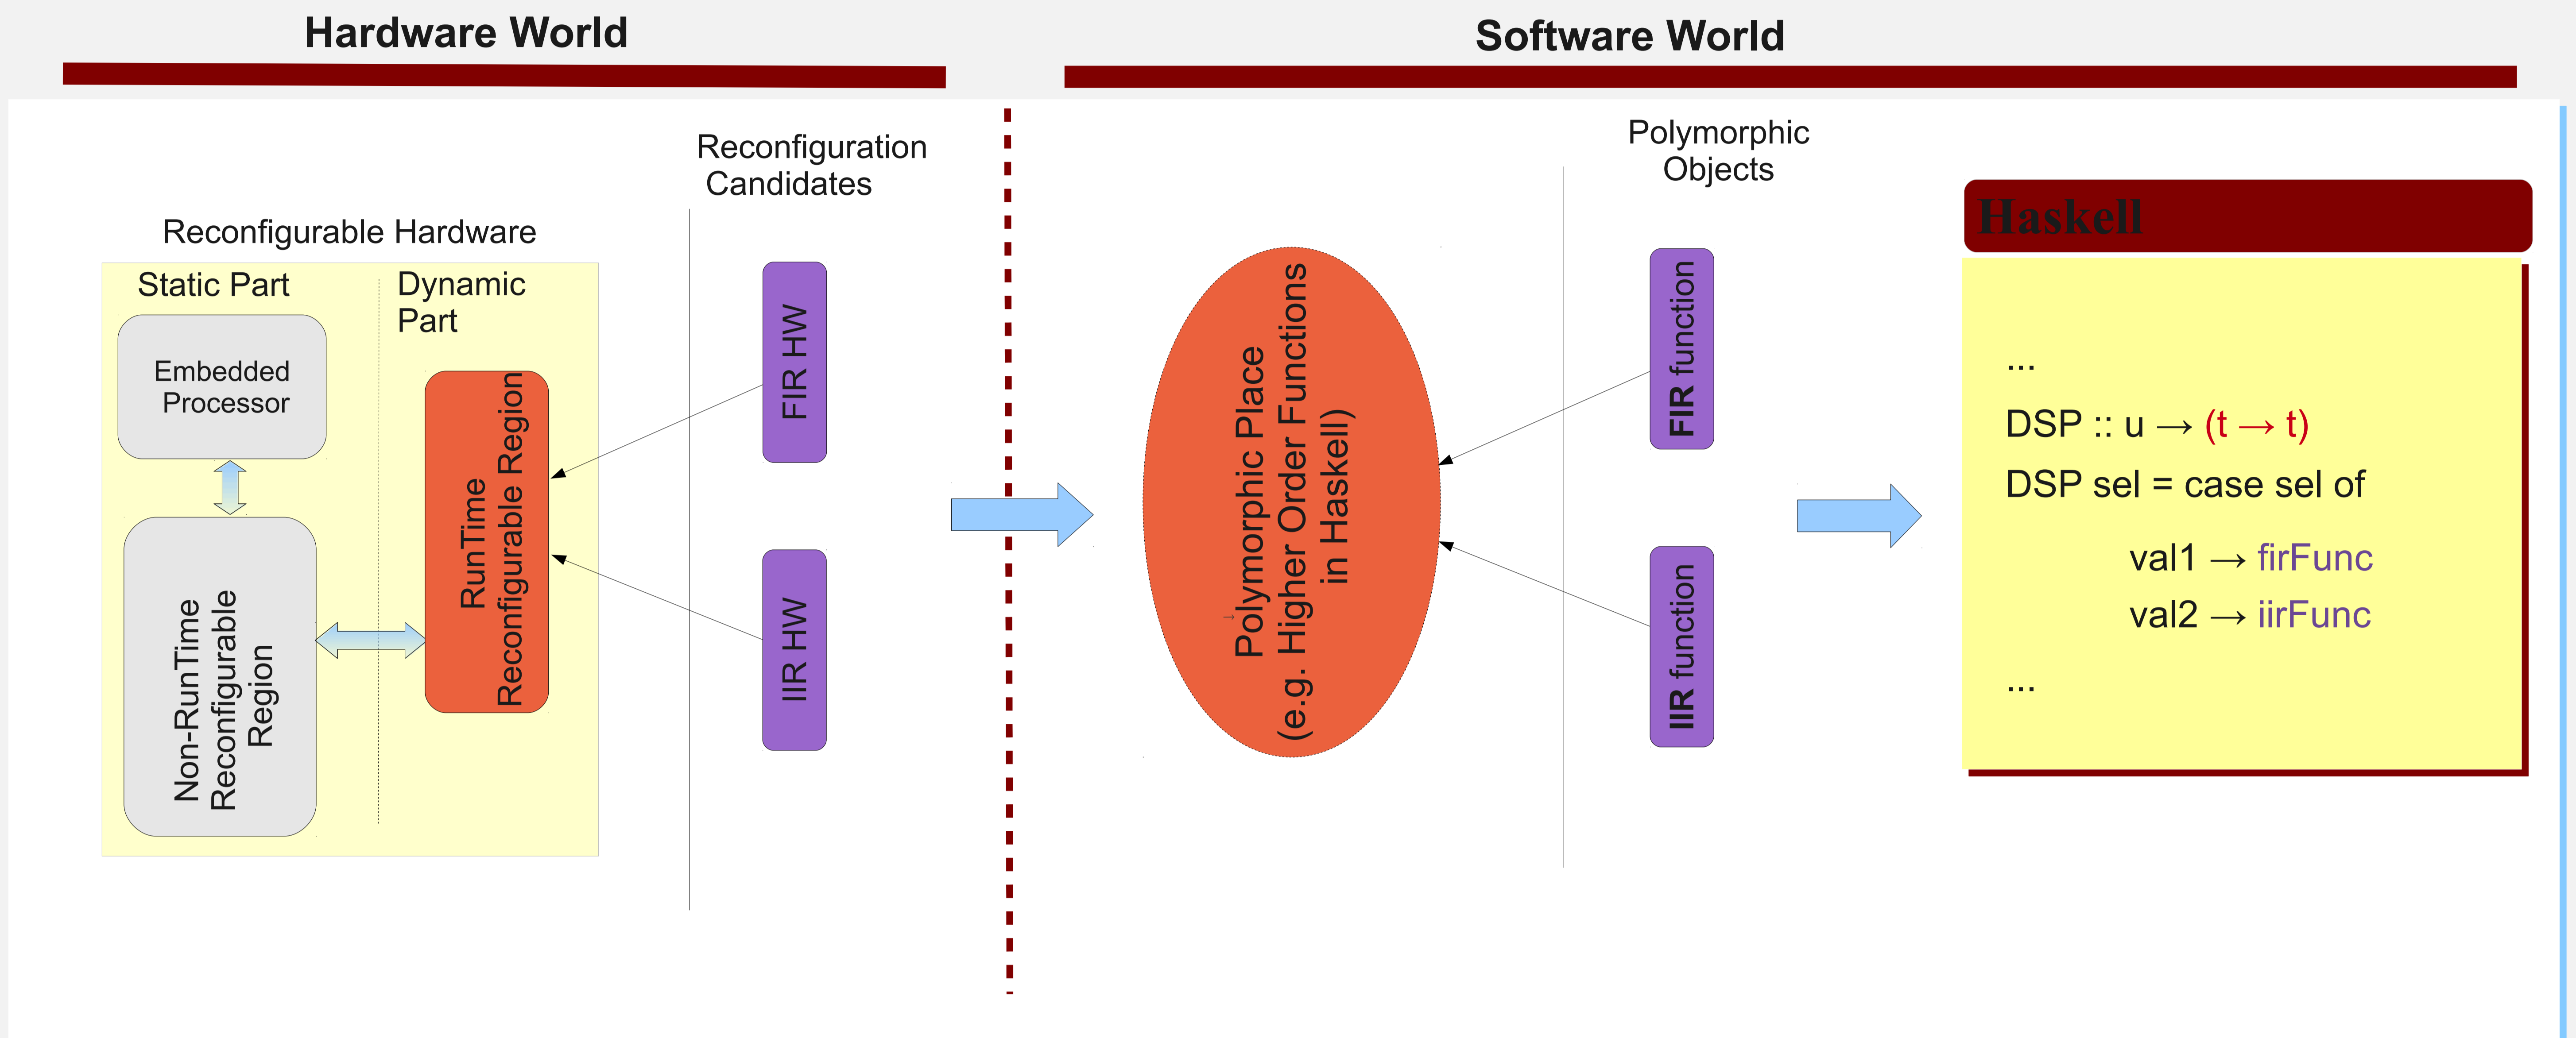 Hardware World
Software World
Reconfiguration
Candidates
Reconfigurable Hardware
Static Part
Dynamic
Part
Embedded
Processor
Non-RunTime
Reconfigurable
Region
RunTime
Reconfigurable Region
FIR HW
IIR HW
Polymorphic Place
(e.g. Higher Order Functions
in Haskell)
→
Polymorphic
Objects
FIR function
IIR function
Haskell
...
DSP :: u → (t → t)
DSP sel = case sel of
val1 → firFunc
val2 → iirFunc
...